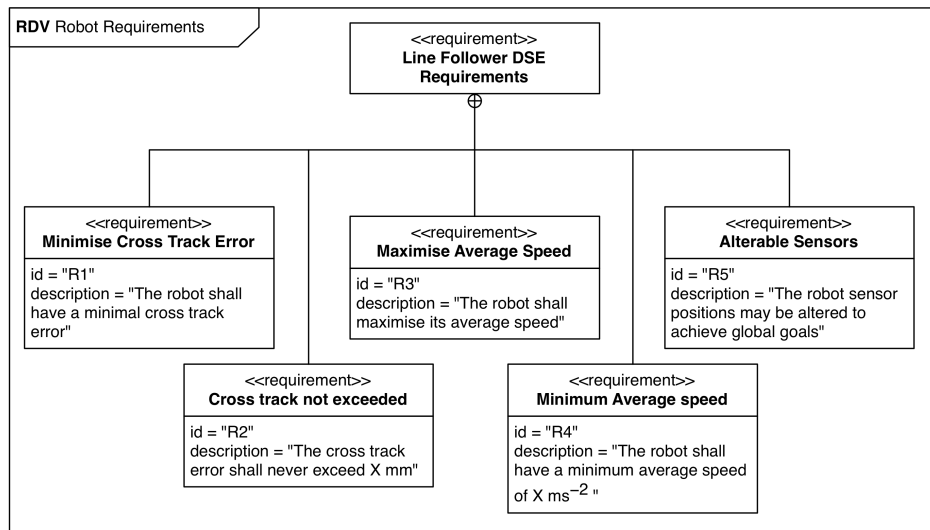 RDV Robot Requirements
<<requirement>>
Line Follower DSE
Requirements
<<requirement>>
Minimise Cross Track Error
id = "R1"
description = "The robot shall
have a minimal cross track
error"
<<requirement>>
Maximise Average Speed
id = "R3"
description = "The robot shall
maximise its average speed"
<<requirement>>
Alterable Sensors
id = "R5"
description = "The robot sensor
positions may be altered to
achieve global goals"
<<requirement>>
Cross track not exceeded
id = "R2"
description = "The cross track
error shall never exceed X mm"
<<requirement>>
Minimum Average speed
id = "R4"
description = "The robot shall
have a minimum average speed
of X ms⁻² "